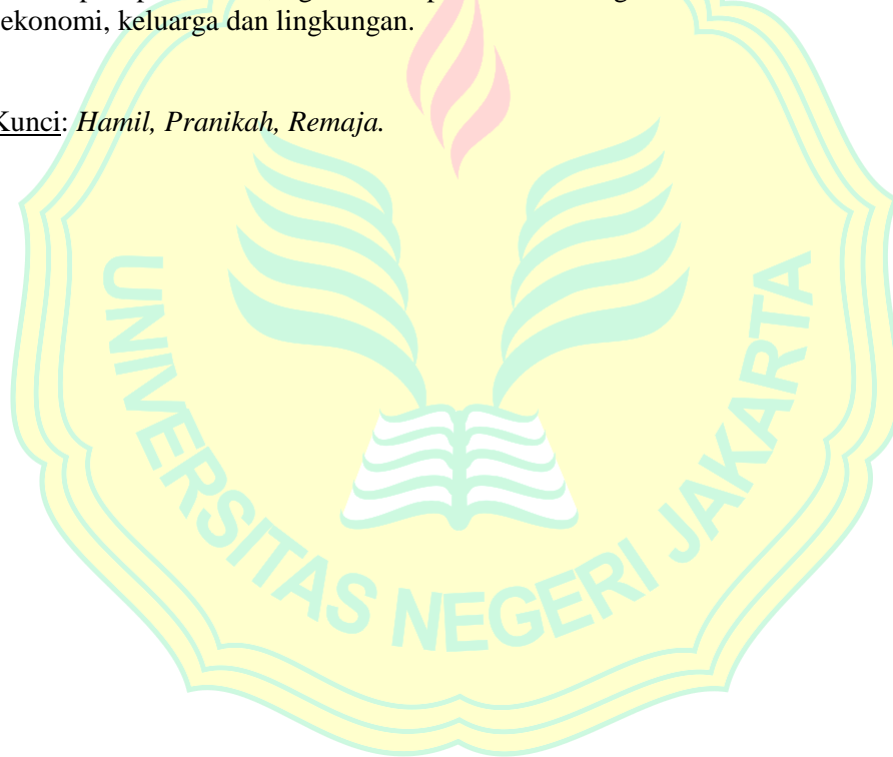 ekonomi, keluarga dan lingkungan.
Kunci: Hamil, Pranikah, Remaja.
UNIVERSITAS NEGERI JAKARTA